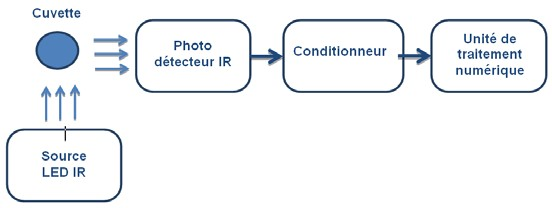 Cuvette
Photo
détecteur IR
Conditionneur
Unité de
traitement
numérique
Source
LED IR